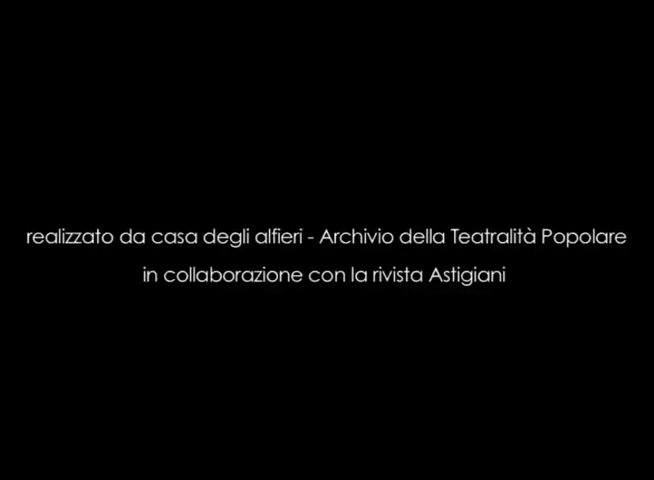 realizzato da casa degli alfieri - Archivio della Teatralità Popolare
in collaborazione con la rivista Astigiani